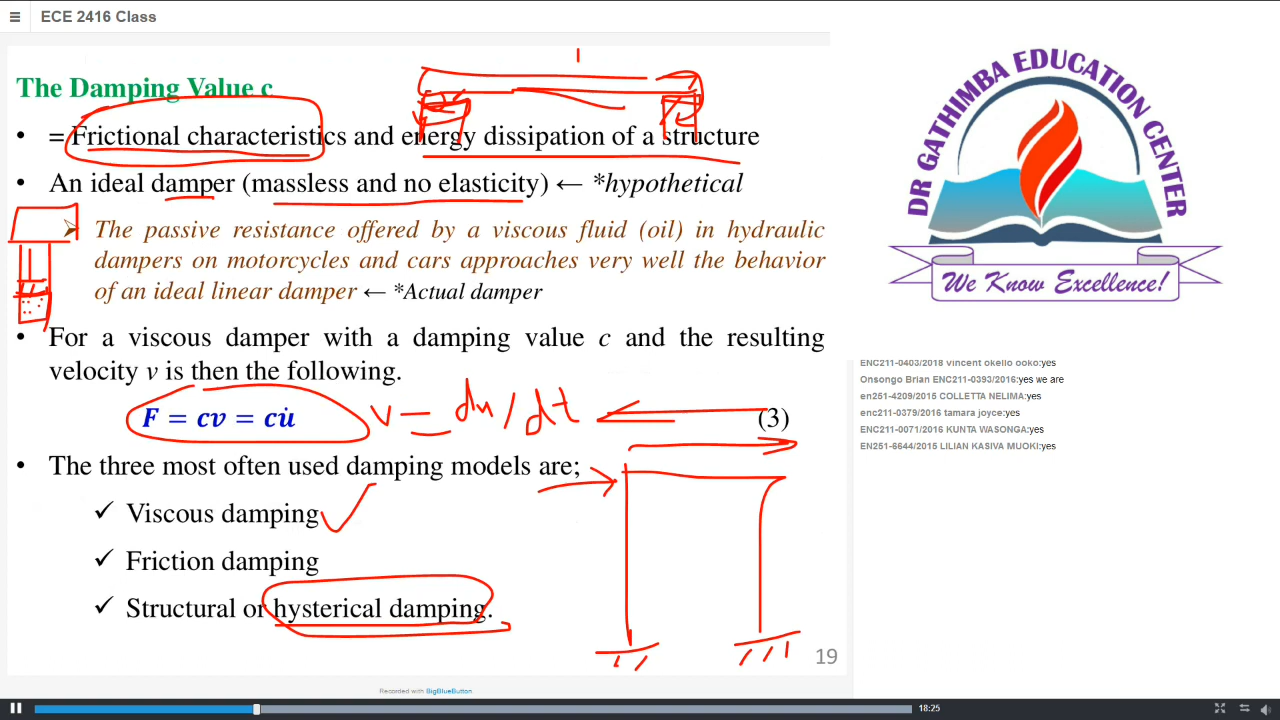 ECE 2416 Class
The Damping Value c
• = Frictional characteristics and energy dissipation of a structure
• An ideal damper (massless and no elasticity) ← *hypothetical
➢ The passive resistance offered by a viscous fluid (oil) in hydraulic
dampers on motorcycles and cars approaches very well the behavior
of an ideal linear damper ← *Actual damper
• For a viscous damper with a damping value c and the resulting
velocity v is then the following.
F = cv = cu̇ v = du/dt (3)
• The three most often used damping models are;
✓ Viscous damping
✓ Friction damping
✓ Structural or hysterical damping.
19
Recorded with BigBlueButton.
DR GATHIMBA EDUCATION CENTER
We Know Excellence!
ENC211-0403/2018 vincent okello ooko:yes
Onsongo Brian ENC211-0393/2016:yes we are
en251-4209/2015 COLLETTA NELIMA:yes
enc211-0379/2016 tamara joyce:yes
ENC211-0071/2016 KUNTA WASONGA:yes
EN251-6644/2015 LILIAN KASIVA MUOKI:yes
18:25